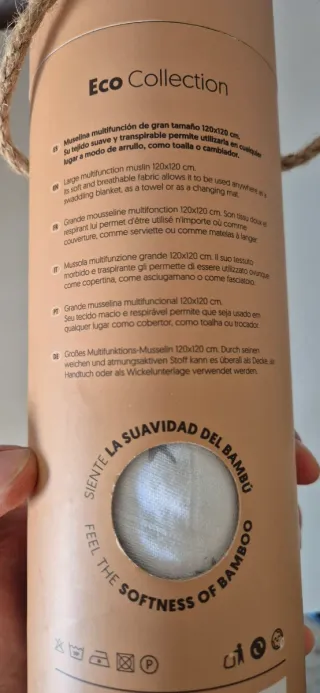 Eco Collection
ES Muselina multifunción de gran tamaño 120x120 cm.
Su tejido suave y transpirable permite utilizarla en cualquier
lugar a modo de arrullo, como toalla o cambiador.
EN Large multifunction muslin 120x120 cm.
Its soft and breathable fabric allows it to be used anywhere as a
swaddling blanket, as a towel or as a changing mat.
FR Grande mousseline multifonction 120x120 cm. Son tissu doux et
respirant lui permet d'être utilisé n'importe où comme
couverture, comme serviette ou comme matelas à langer.
IT Mussola multifunzione grande 120x120 cm. Il suo tessuto
morbido e traspirante gli permette di essere utilizzato ovunque
come copertina, come asciugamano o come fasciatoio.
PT Grande musselina multifuncional 120x120 cm.
Seu tecido macio e respirável permite que seja usado em
qualquer lugar como cobertor, como toalha ou trocador.
DE Großes Multifunktions-Musselin 120x120 cm. Durch seinen
weichen und atmungsaktiven Stoff kann es überall als Decke, als
Handtuch oder als Wickelunterlage verwendet werden.
SIENTE LA SUAVIDAD DEL BAMBÚ
FEEL THE SOFTNESS OF BAMBOO
P